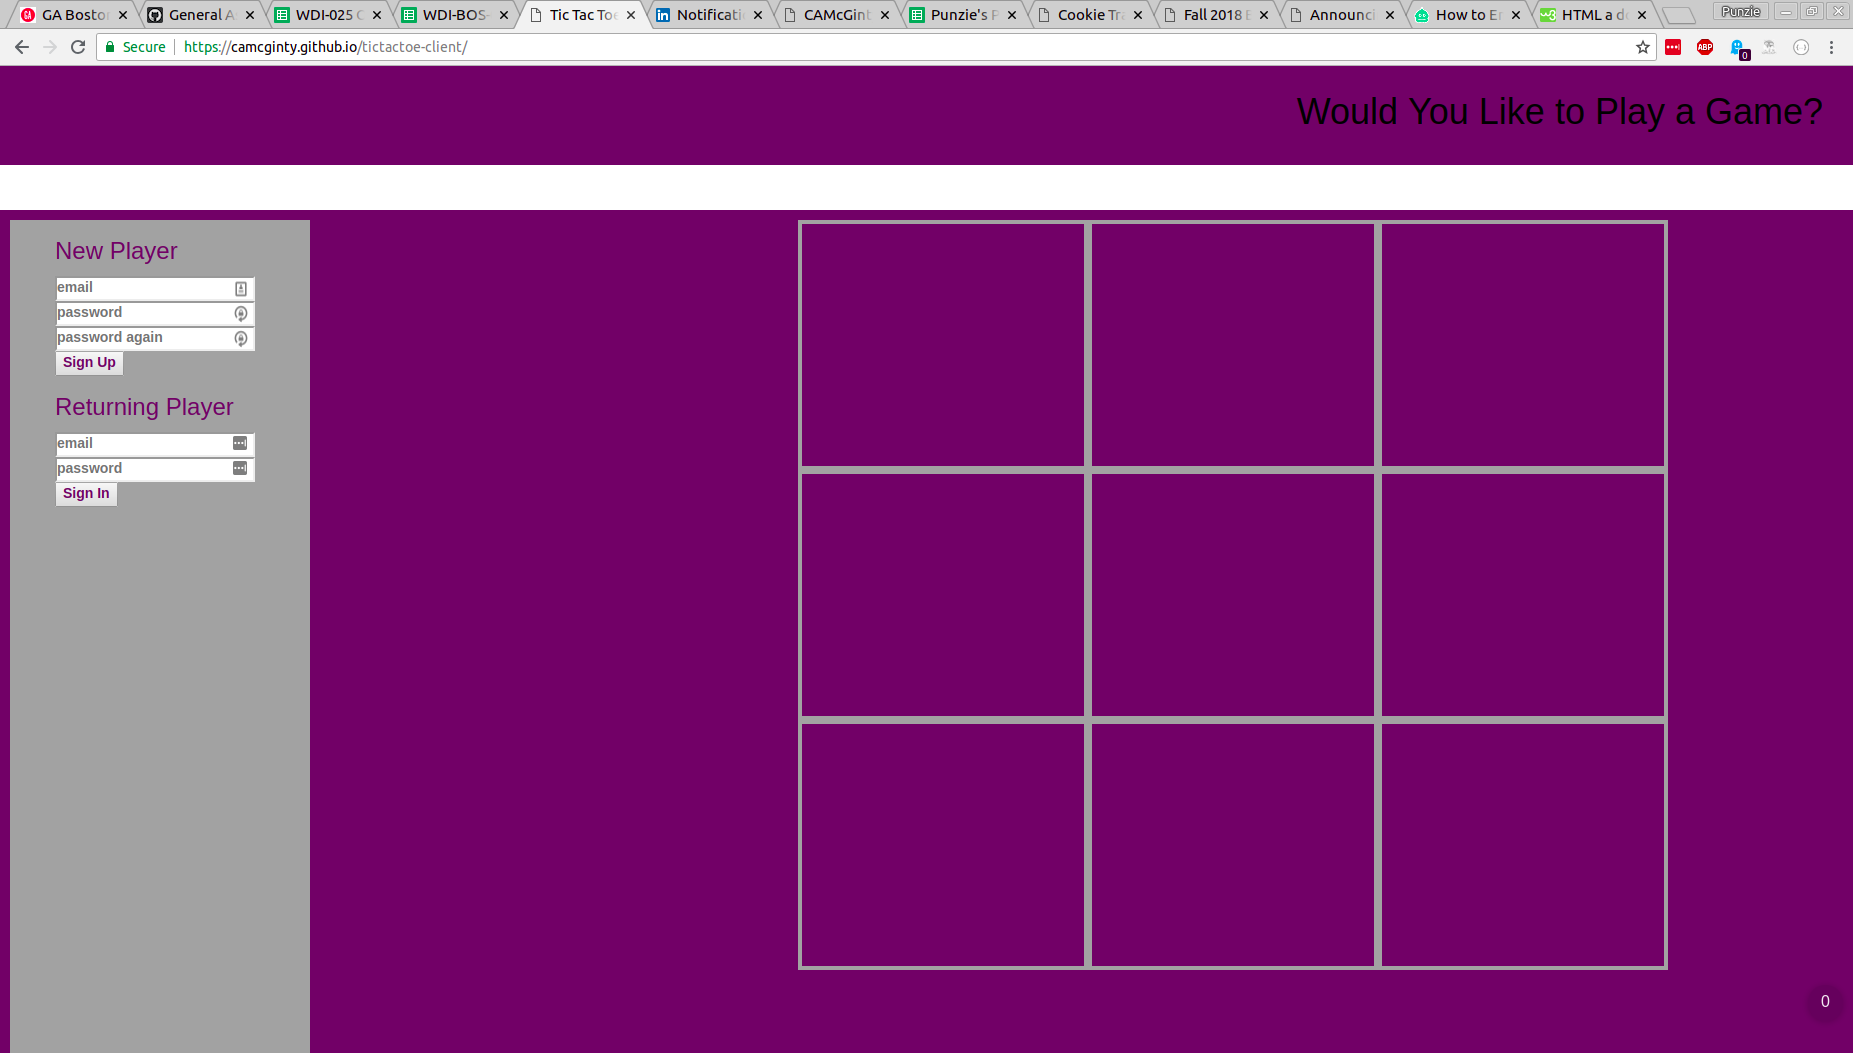 GA Bosto
General A
WDI-025
WDI-BOS-
Tic Tac Toe
Notificati
CAMcGint
Punzie's P
Cookie Tra
Fall 2018
Announci
How to Er
HTML a d
Punzie
Secure https://camcginty.github.io/tictactoe-client/
ABP
0
Would You Like to Play a Game?
New Player
email
password
password again
Sign Up
Returning Player
email
password
Sign In
0